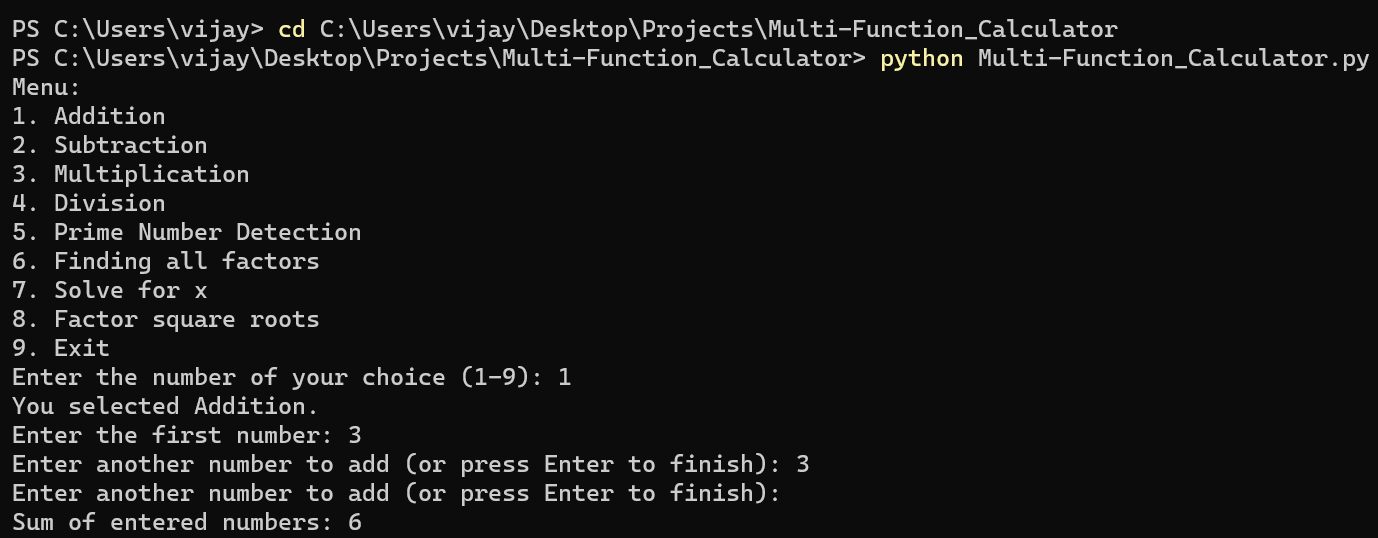 PS C:\Users\vijay> cd C:\Users\vijay\Desktop\Projects\Multi-Function_Calculator
PS C:\Users\vijay\Desktop\Projects\Multi-Function_Calculator> python Multi-Function_Calculator.py
Menu:
1. Addition
2. Subtraction
3. Multiplication
4. Division
5. Prime Number Detection
6. Finding all factors
7. Solve for x
8. Factor square roots
9. Exit
Enter the number of your choice (1-9): 1
You selected Addition.
Enter the first number: 3
Enter another number to add (or press Enter to finish): 3
Enter another number to add (or press Enter to finish):
Sum of entered numbers: 6